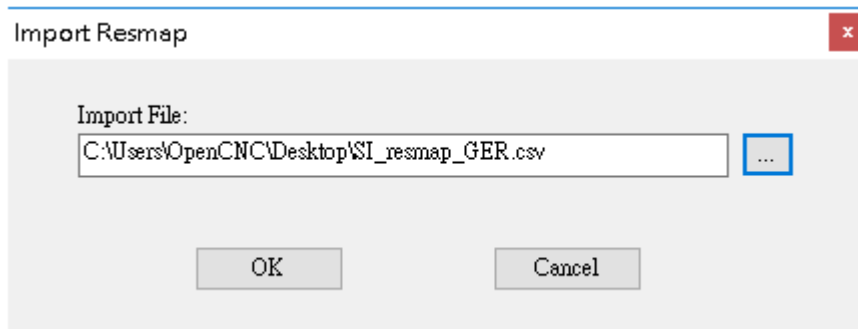 Import Resmap
x
Import File:
C:\Users\OpenCNC\Desktop\SI_resmap_GER.csv
...
OK
Cancel